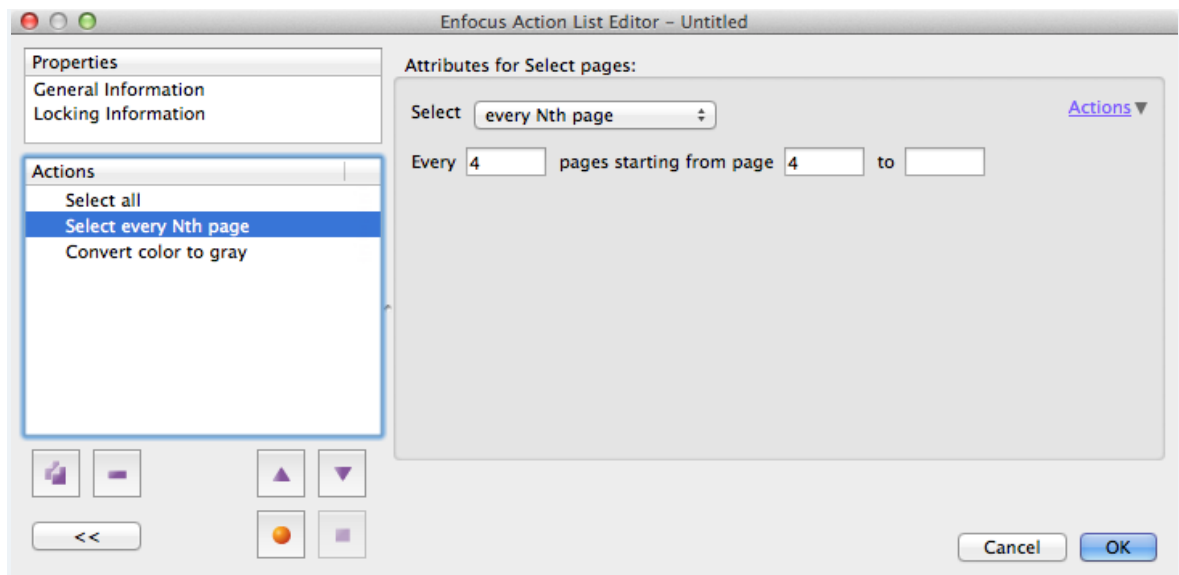 Enfocus Action List Editor – Untitled
Properties
General Information
Locking Information
Actions
Select all
Select every Nth page
Convert color to gray
<<
Attributes for Select pages:
Select every Nth page
Actions
Every 4 pages starting from page 4 to
Cancel OK